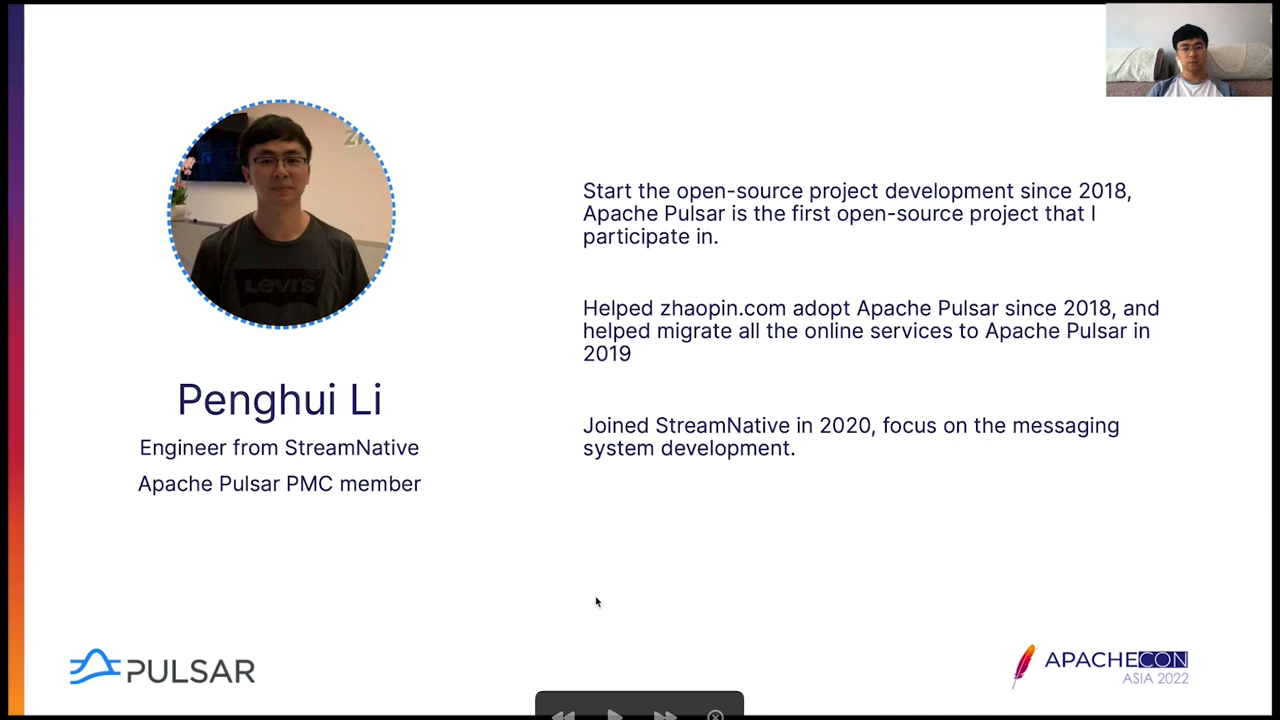 Start the open-source project development since 2018,
Apache Pulsar is the first open-source project that I
participate in.
Helped zhaopin.com adopt Apache Pulsar since 2018, and
helped migrate all the online services to Apache Pulsar in
2019
Joined StreamNative in 2020, focus on the messaging
system development.
Levi's
Penghui Li
Engineer from StreamNative
Apache Pulsar PMC member
PULSAR
APACHECON
ASIA 2022